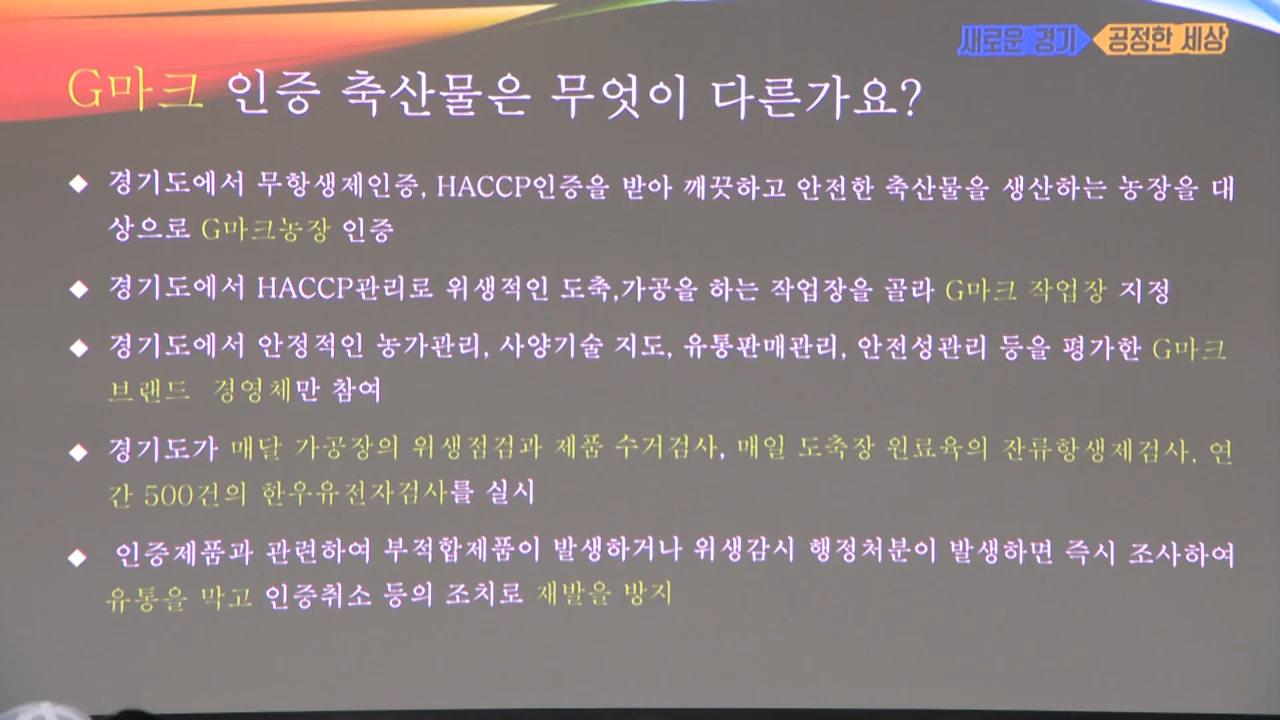 새로운 경기 공정한 세상
G마크 인증 축산물은 무엇이 다른가요?
◆ 경기도에서 무항생제인증, HACCP인증을 받아 깨끗하고 안전한 축산물을 생산하는 농장을 대
상으로 G마크농장 인증
◆ 경기도에서 HACCP관리로 위생적인 도축,가공을 하는 작업장을 골라 G마크 작업장 지정
◆ 경기도에서 안정적인 농가관리, 사양기술 지도, 유통판매관리, 안전성관리 등을 평가한 G마크
브랜드 경영체만 참여
◆ 경기도가 매달 가공장의 위생점검과 제품 수거검사, 매일 도축장 원료육의 잔류항생제검사, 연
간 500건의 한우유전자검사를 실시
◆ 인증제품과 관련하여 부적합제품이 발생하거나 위생감시 행정처분이 발생하면 즉시 조사하여
유통을 막고 인증취소 등의 조치로 재발을 방지